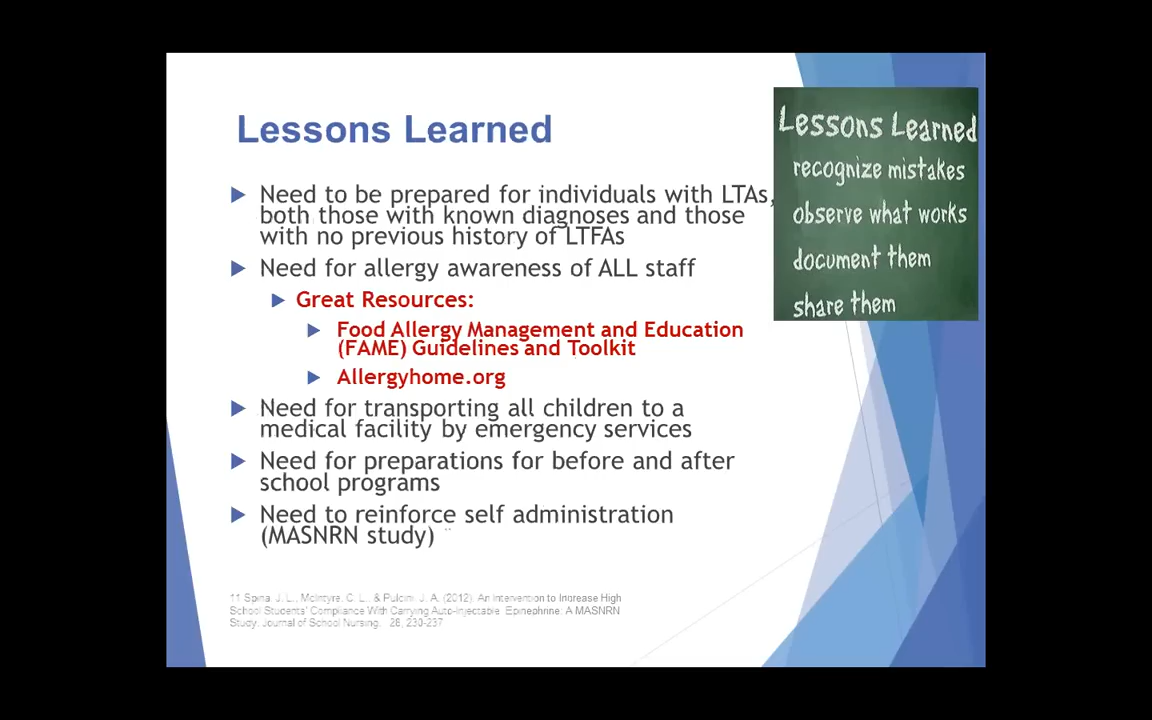 Lessons Learned
Need to be prepared for individuals with LTAs,
both those with known diagnoses and those
with no previous history of LTFAs
Need for allergy awareness of ALL staff
Great Resources:
Food Allergy Management and Education
(FAME) Guidelines and Toolkit
Allergyhome.org
Need for transporting all children to a
medical facility by emergency services
Need for preparations for before and after
school programs
Need to reinforce self administration
(MASNRN study)
11 Spina, J. L., McIntyre, C. L., & Pulcini, J. A. (2012). An Intervention to Increase High
School Students' Compliance With Carrying Auto-Injectable Epinephrine: A MASNRN
Study. Journal of School Nursing, 28, 230-237
Lessons Learned
recognize mistakes
observe what works
document them
share them